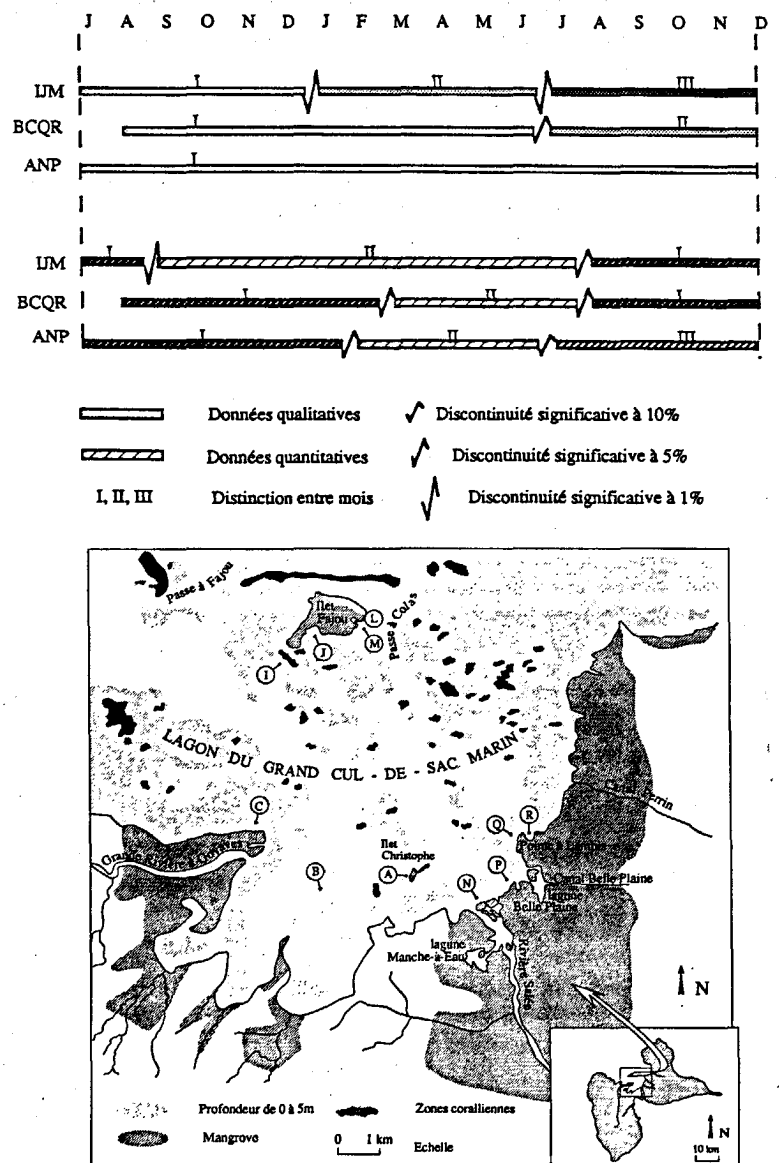 J A S O N D J F M A M J J A S O N D
I II III
IJM
I II
BCQR
I
ANP
I II I
IJM
I II I
BCQR
I II III
ANP
Données qualitatives Discontinuité significative à 10%
Données quantitatives Discontinuité significative à 5%
I, II, III Distinction entre mois Discontinuité significative à 1%
Passe à Fajou
Ilet
Fajou
L
M
Passe à Colas
J
I
LAGON DU GRAND CUL - DE - SAC MARIN
C
Grande Rivière à Goyaves
Q
R
Canal Perrin
Ilet
Christophe
B
A
P
Canal Belle Plaine
lagune
Belle Plaine
N
lagune
Manche-à-Eau
Rivière Salée
N
Profondeur de 0 à 5m Zones coralliennes
Mangrove 0 1 km Echelle
N
10 km